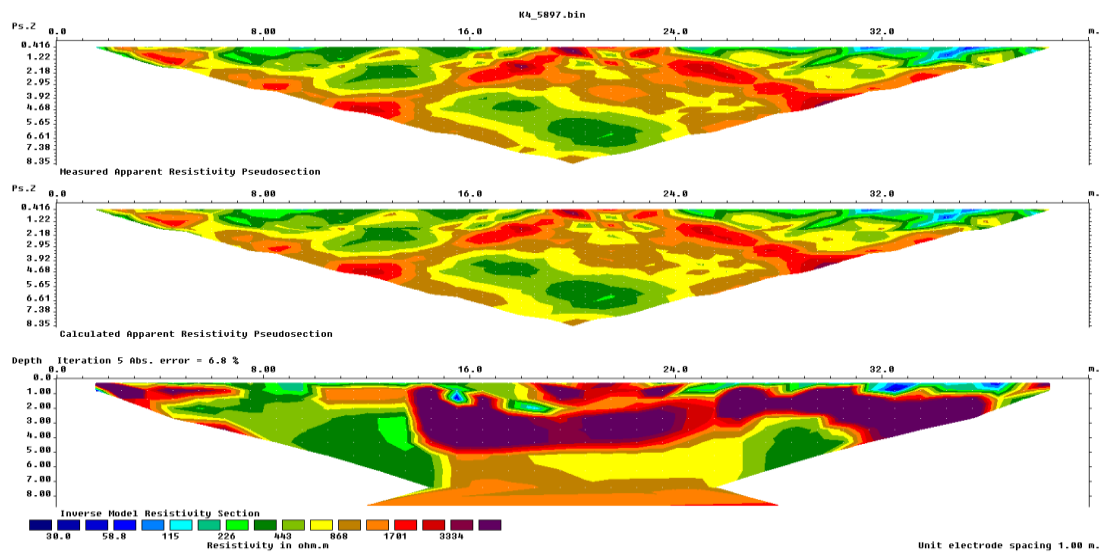 K4_5897.bin
Ps.Z 0.0 8.00 16.0 24.0 32.0 m.
0.416
1.22
2.18
2.95
3.92
4.68
5.65
6.61
7.38
8.35
Measured Apparent Resistivity Pseudosection
Ps.Z 0.0 8.00 16.0 24.0 32.0 m.
0.416
1.22
2.18
2.95
3.92
4.68
5.65
6.61
7.38
8.35
Calculated Apparent Resistivity Pseudosection
Depth Iteration 5 Abs. error = 6.8 %
0.0 8.00 16.0 24.0 32.0 m.
0.0
1.00
2.00
3.00
4.00
5.00
6.00
7.00
8.00
Inverse Model Resistivity Section
30.0 58.8 115 226 443 868 1701 3334
Resistivity in ohm.m
Unit electrode spacing 1.00 m.